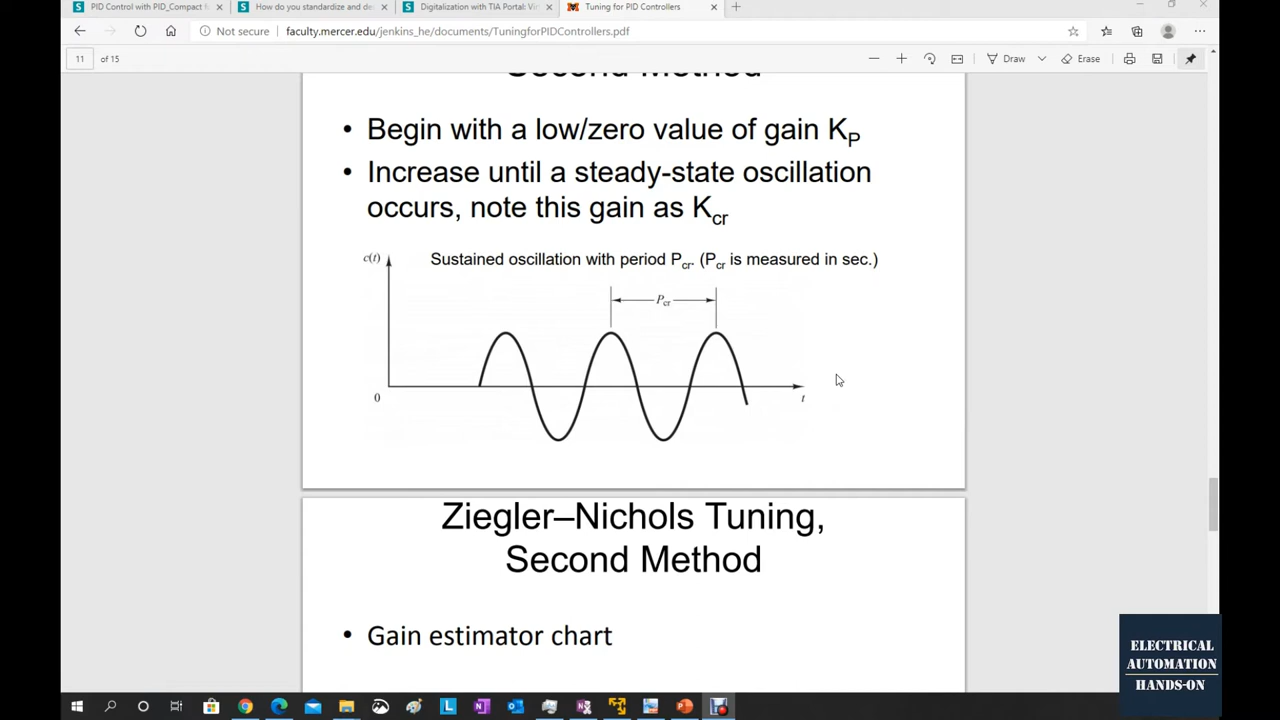 PID Control with PID_Compact f
How do you standardize and de
Digitalization with TIA Portal: Vi
Tuning for PID Controllers
Not secure
faculty.mercer.edu/jenkins_he/documents/TuningforPIDControllers.pdf
11 of 15
Draw
Erase
Second Method
• Begin with a low/zero value of gain KP
• Increase until a steady-state oscillation
occurs, note this gain as Kcr
c(t)
Sustained oscillation with period Pcr. (Pcr is measured in sec.)
Pcr
0
t
Ziegler–Nichols Tuning,
Second Method
• Gain estimator chart
ELECTRICAL
AUTOMATION
HANDS-ON